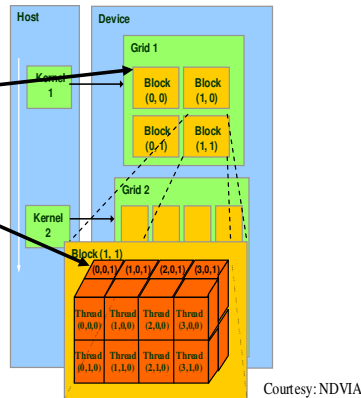 Host
Device
Grid 1
Kernel
1
Block
(0, 0)
Block
(1, 0)
Block
(0, 1)
Block
(1, 1)
Grid 2
Kernel
2
Block (1, 1)
(0,0,1) (1,0,1) (2,0,1) (3,0,1)
Thread Thread Thread Thread
(0,0,0) (1,0,0) (2,0,0) (3,0,0)
Thread Thread Thread Thread
(0,1,0) (1,1,0) (2,1,0) (3,1,0)
Courtesy: NDVIA